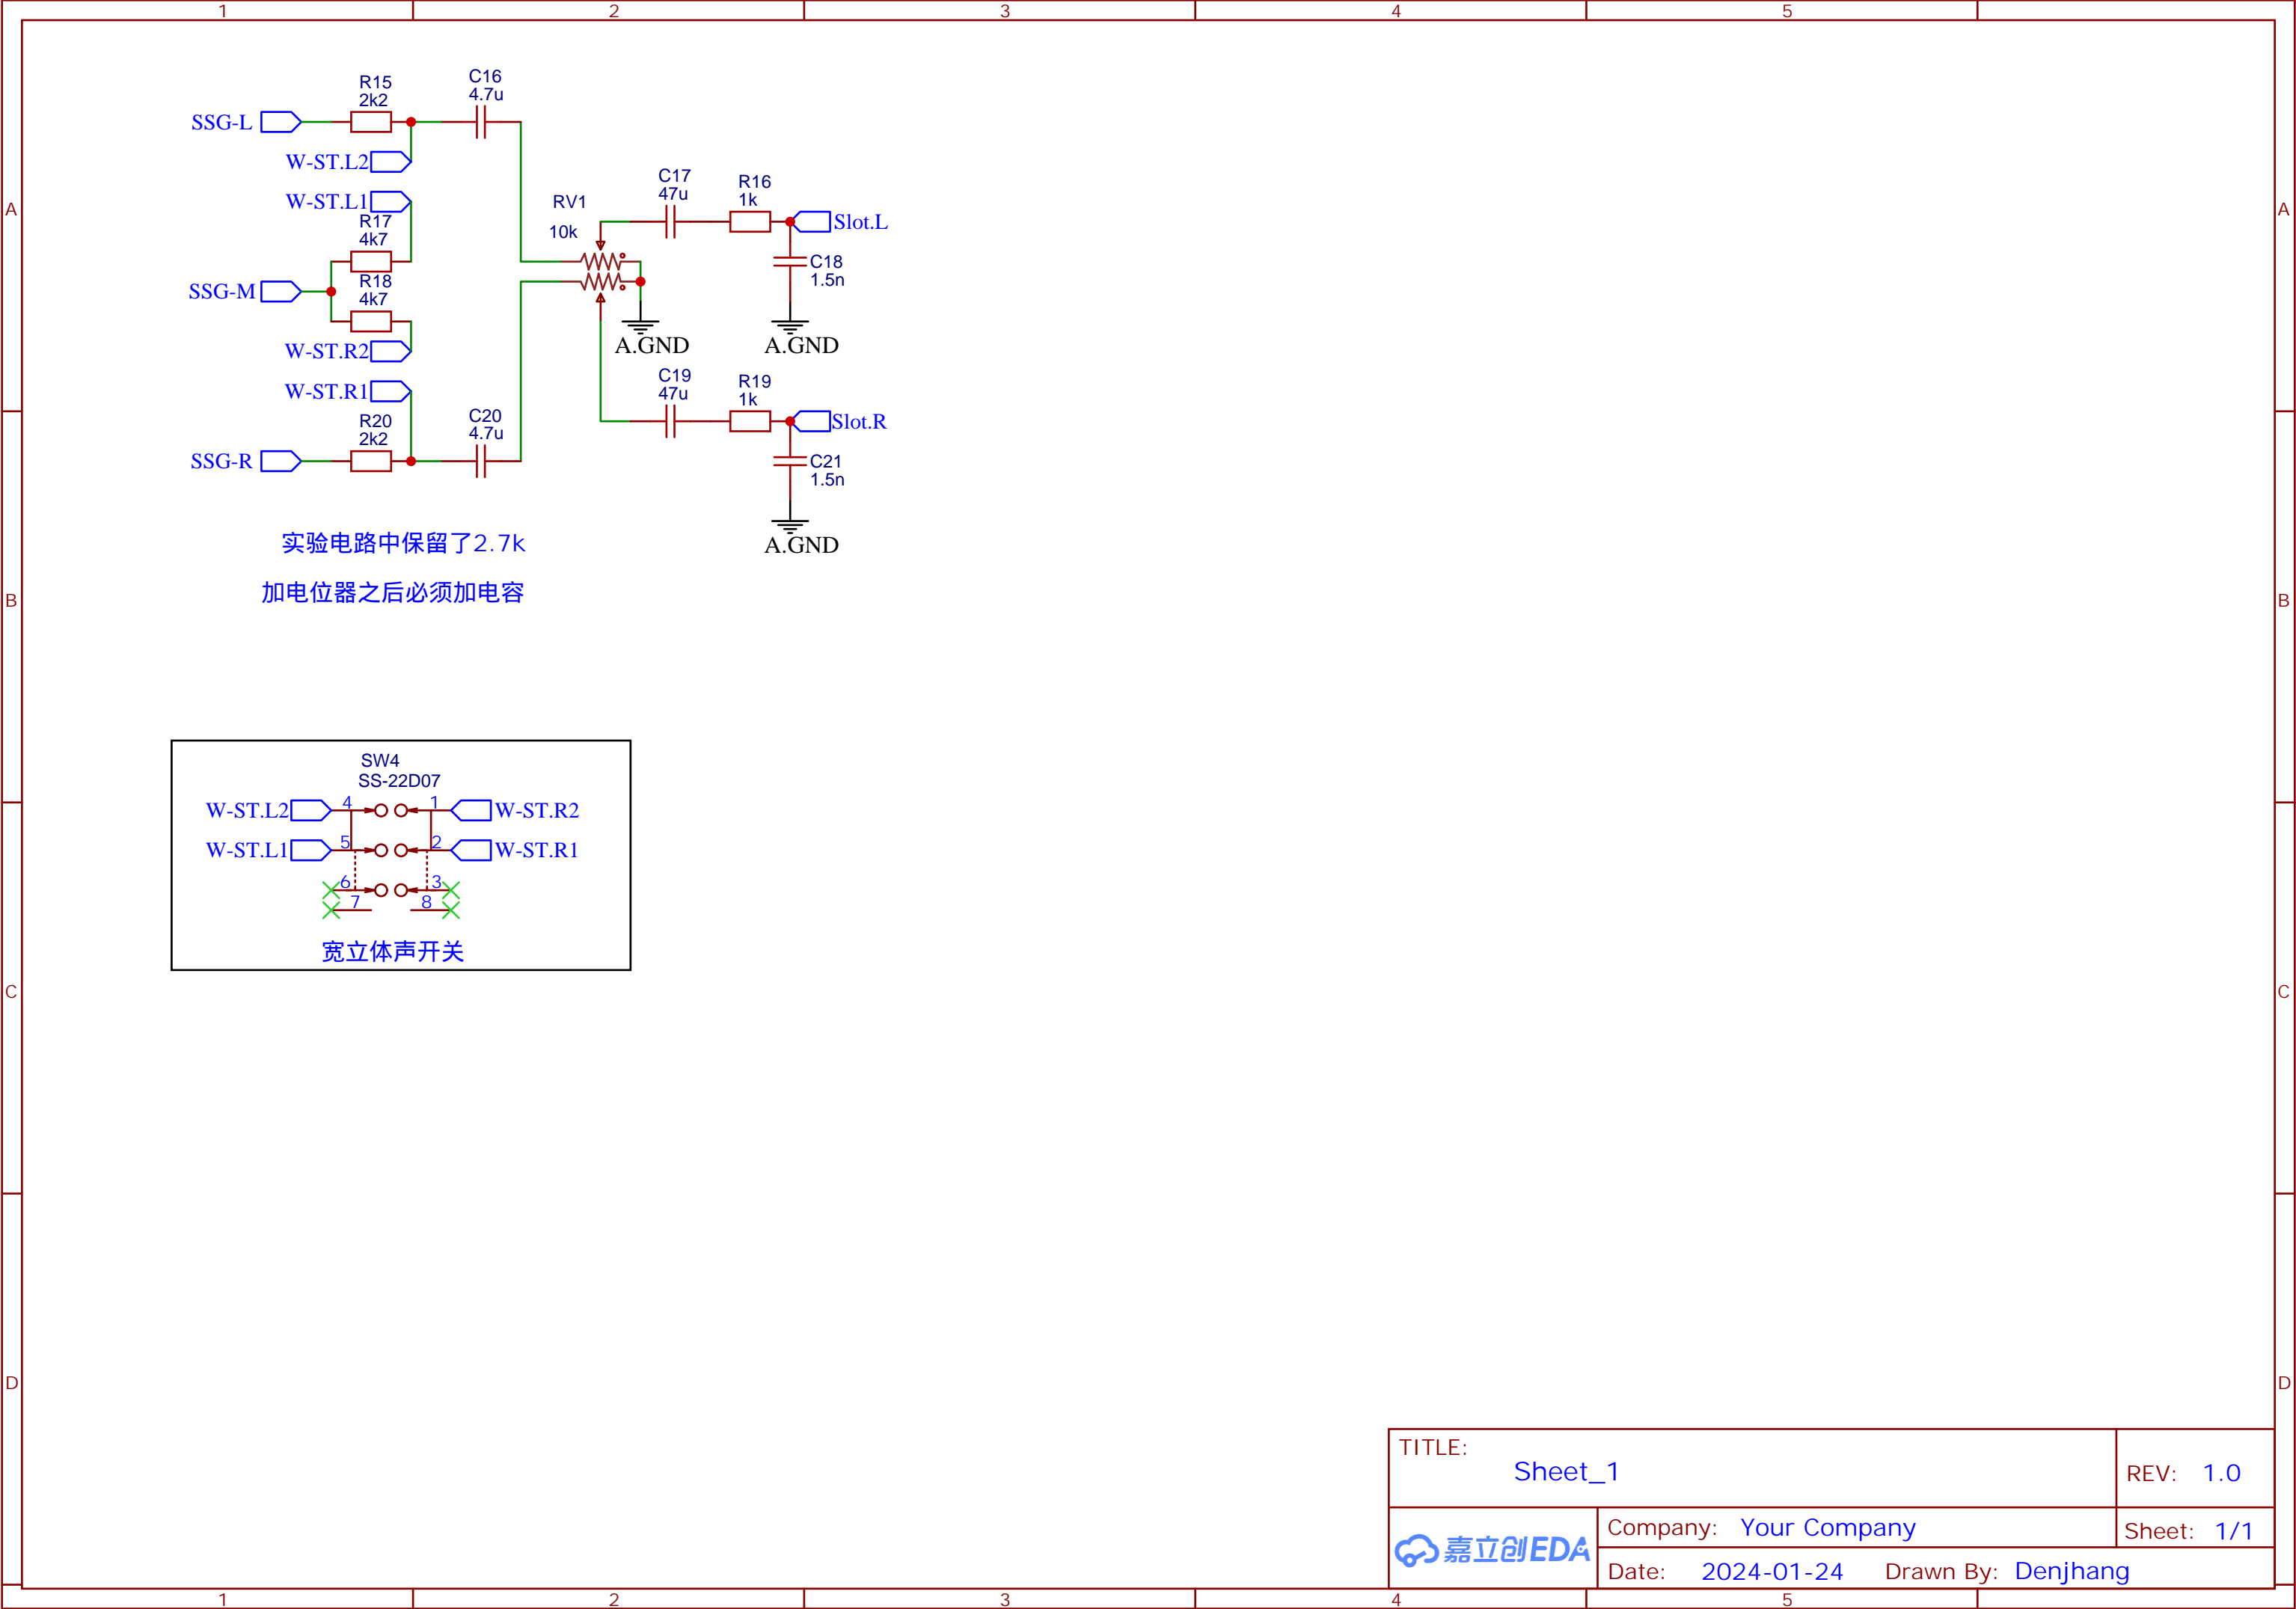 1 2 3 4 5
A
A
B
B
C
C
D
D
R15
2k2
C16
4.7u
SSG-L
W-ST.L2
W-ST.L1
R17
4k7
SSG-M
R18
4k7
W-ST.R2
W-ST.R1
R20
2k2
C20
4.7u
SSG-R
RV1
10k
C17
47u
R16
1k
Slot.L
C18
1.5n
A.GND
A.GND
C19
47u
R19
1k
Slot.R
C21
1.5n
A.GND
实验电路中保留了2.7k
加电位器之后必须加电容
SW4
SS-22D07
W-ST.L2 4 1 W-ST.R2
W-ST.L1 5 2 W-ST.R1
6 3
7 8
宽立体声开关
TITLE:
Sheet_1
REV: 1.0
嘉立创EDA
Company: Your Company
Sheet: 1/1
Date: 2024-01-24 Drawn By: Denjhang
1 2 3 4 5